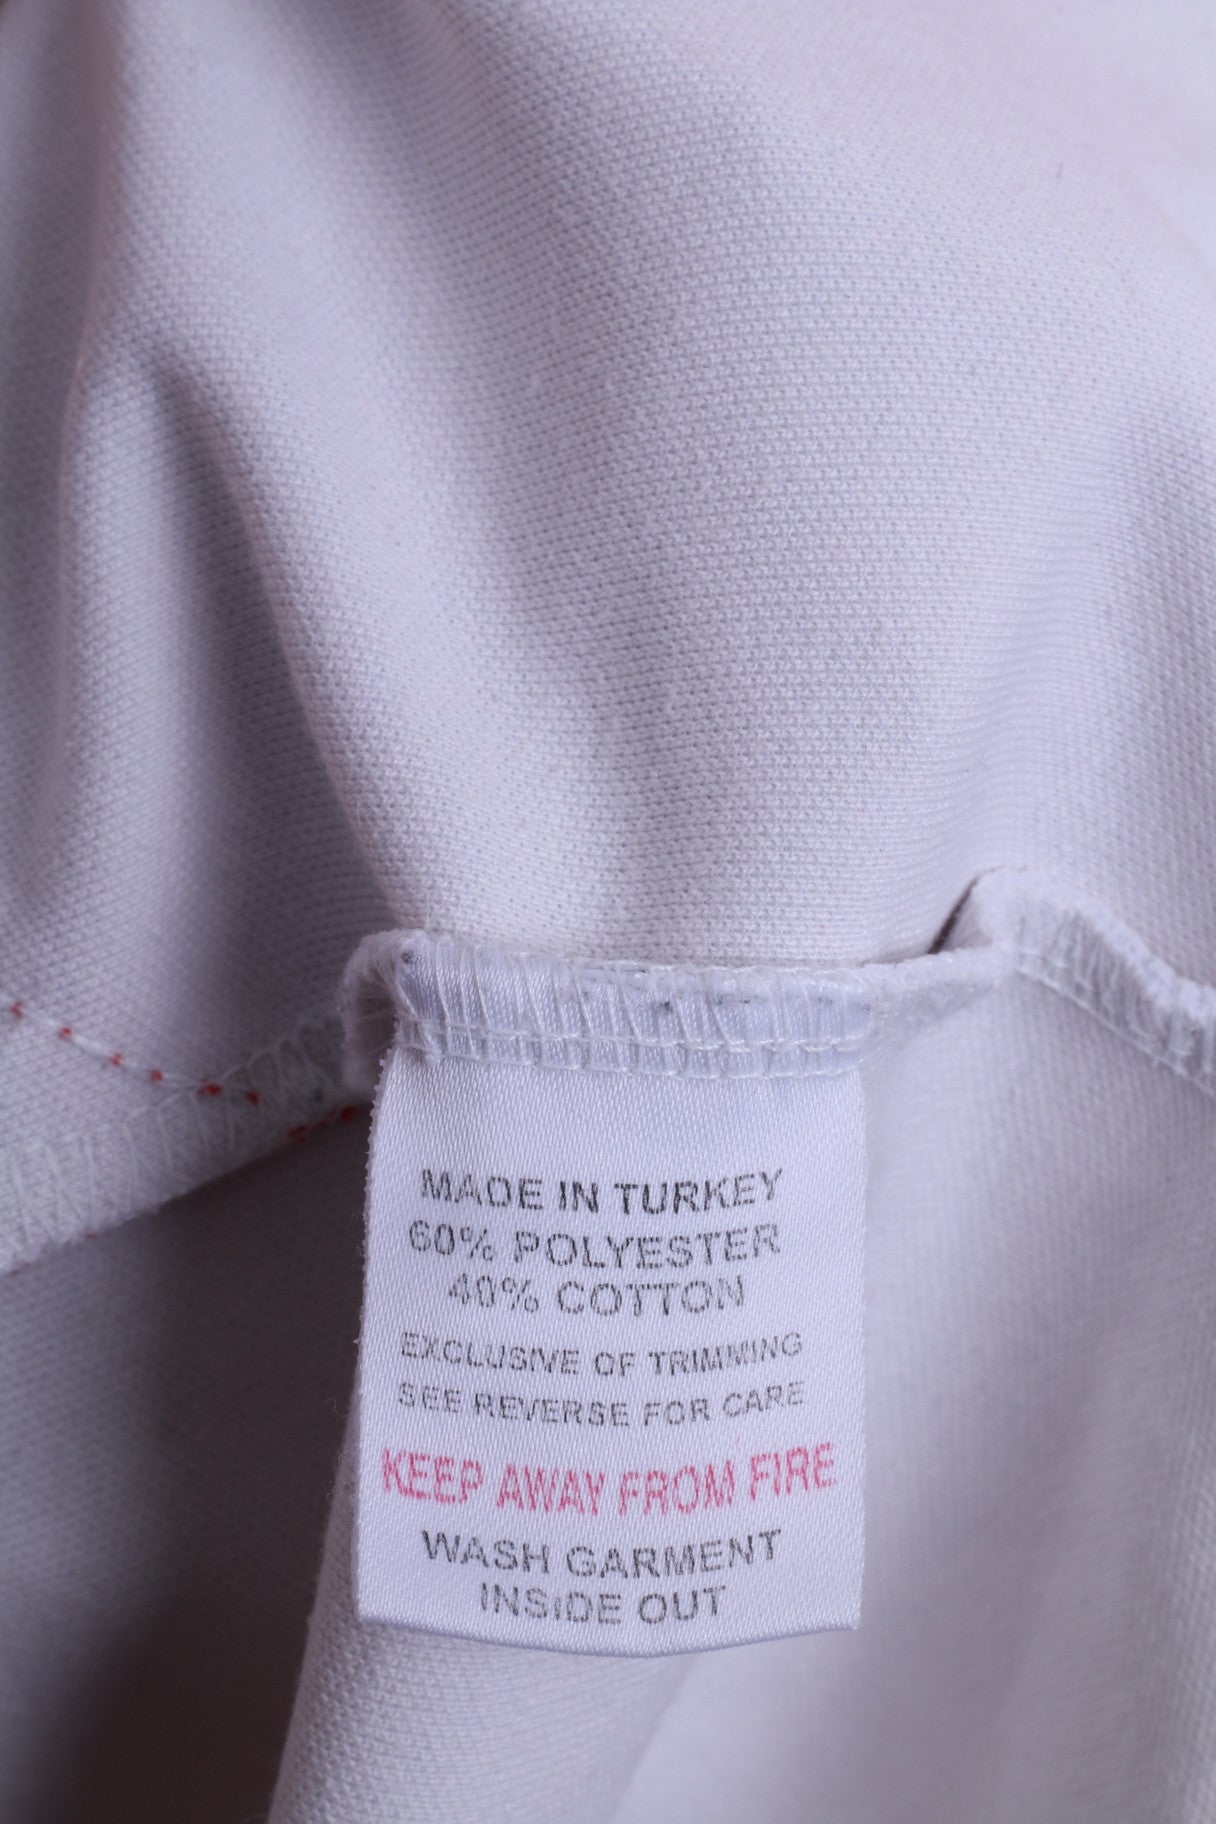 MADE IN TURKEY
60% POLYESTER
40% COTTON
EXCLUSIVE OF TRIMMING
SEE REVERSE FOR CARE
KEEP AWAY FROM FIRE
WASH GARMENT
INSIDE OUT